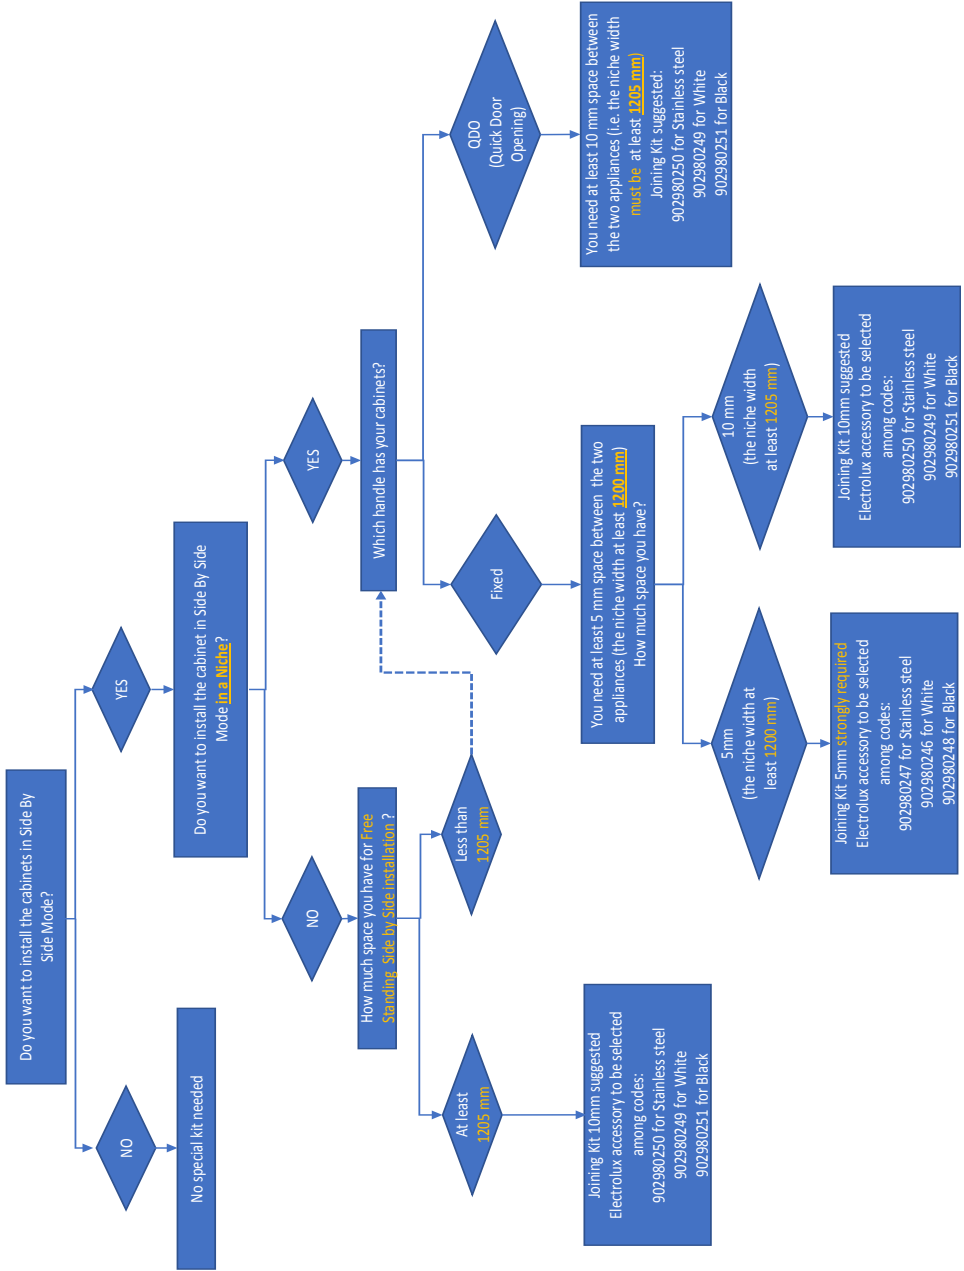 Do you want to install the cabinets in Side By
Side Mode?
NO
No special kit needed
YES
Do you want to install the cabinet in Side By Side
Mode in a Niche?
NO
How much space you have for Free
Standing  Side by Side installation ?
At least
1205 mm
Joining Kit 10mm suggested
Electrolux accessory to be selected
among codes:
902980250 for Stainless steel
902980249 for White
902980251 for Black
Less than
1205 mm
YES
Which handle has your cabinets?
Fixed
You need at least 5 mm space between  the two
appliances (the niche width at least 1200 mm)
How much space you have?
5mm
(the niche width at
least 1200 mm)
Joining Kit 5mm strongly required
Electrolux accessory to be selected
among codes:
902980247 for Stainless steel
902980246 for White
902980248 for Black
10 mm
(the niche width
at least 1205 mm)
Joining Kit 10mm suggested
Electrolux accessory to be selected
among codes:
902980250 for Stainless steel
902980249 for White
902980251 for Black
QDO
(Quick Door
Opening)
You need at least 10 mm space between
the two appliances (i.e. the niche width
must be  at least 1205 mm)
Joining Kit suggested:
902980250 for Stainless steel
902980249 for White
902980251 for Black